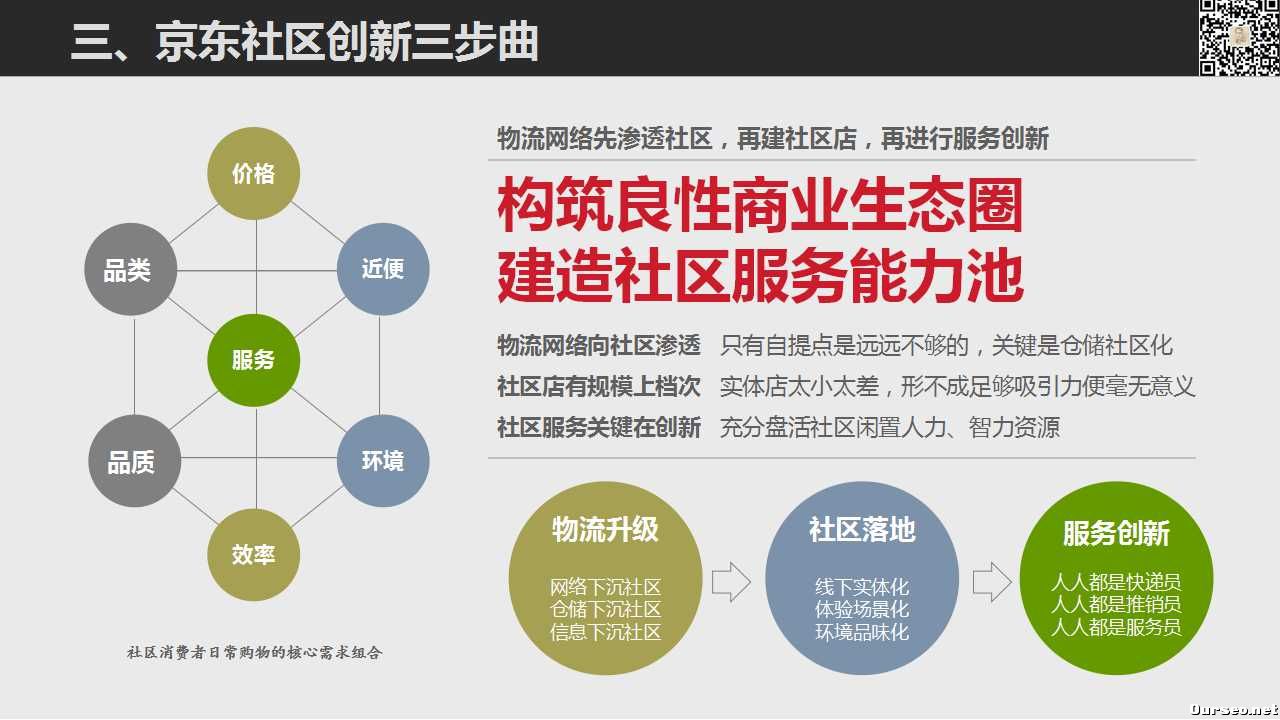 三、京东社区创新三步曲
价格
品类
近便
服务
品质
环境
效率
社区消费者日常购物的核心需求组合
物流网络先渗透社区，再建社区店，再进行服务创新
构筑良性商业生态圈
建造社区服务能力池
物流网络向社区渗透 只有自提点是远远不够的，关键是仓储社区化
社区店有规模上档次 实体店太小太差，形不成足够吸引力便毫无意义
社区服务关键在创新 充分盘活社区闲置人力、智力资源
物流升级
网络下沉社区
仓储下沉社区
信息下沉社区
社区落地
线下实体化
体验场景化
环境品味化
服务创新
人人都是快递员
人人都是推销员
人人都是服务员
Durseo.net